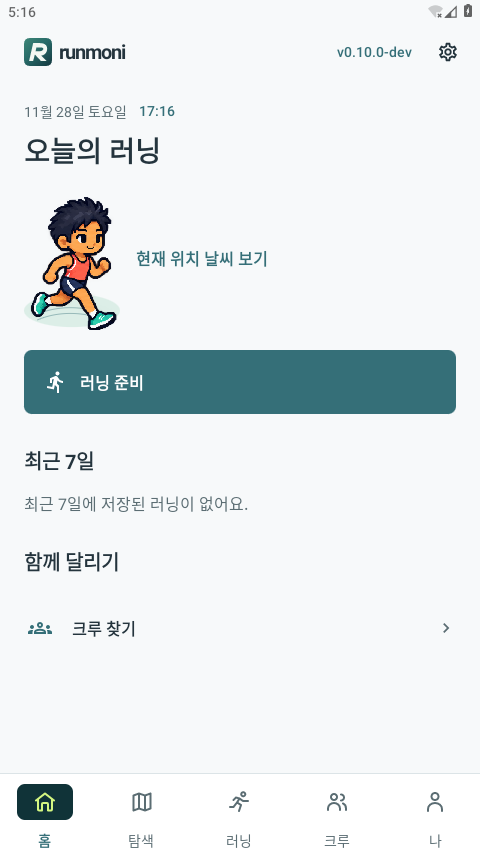 5:16
runmoni
v0.10.0-dev
11월 28일 토요일 17:16
오늘의 러닝
현재 위치 날씨 보기
러닝 준비
최근 7일
최근 7일에 저장된 러닝이 없어요.
함께 달리기
크루 찾기
홈
탐색
러닝
크루
나